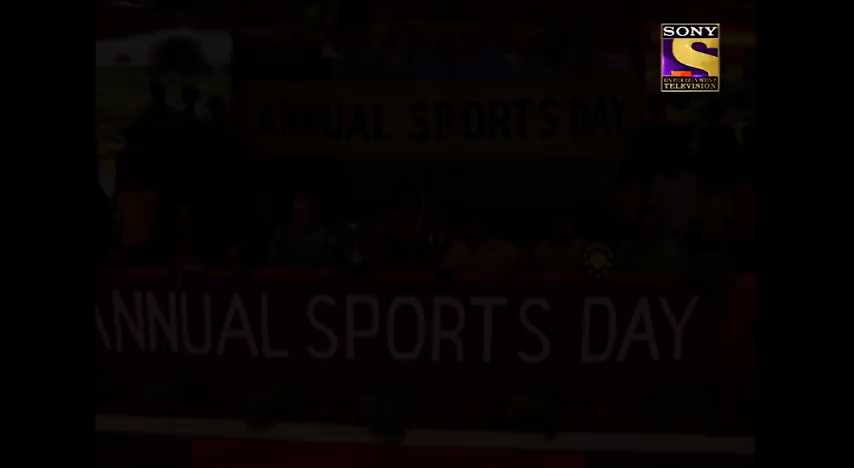 SONY
ENTERTAINMENT
TELEVISION
ANNUAL SPORTS DAY
ANNUAL SPORTS DAY